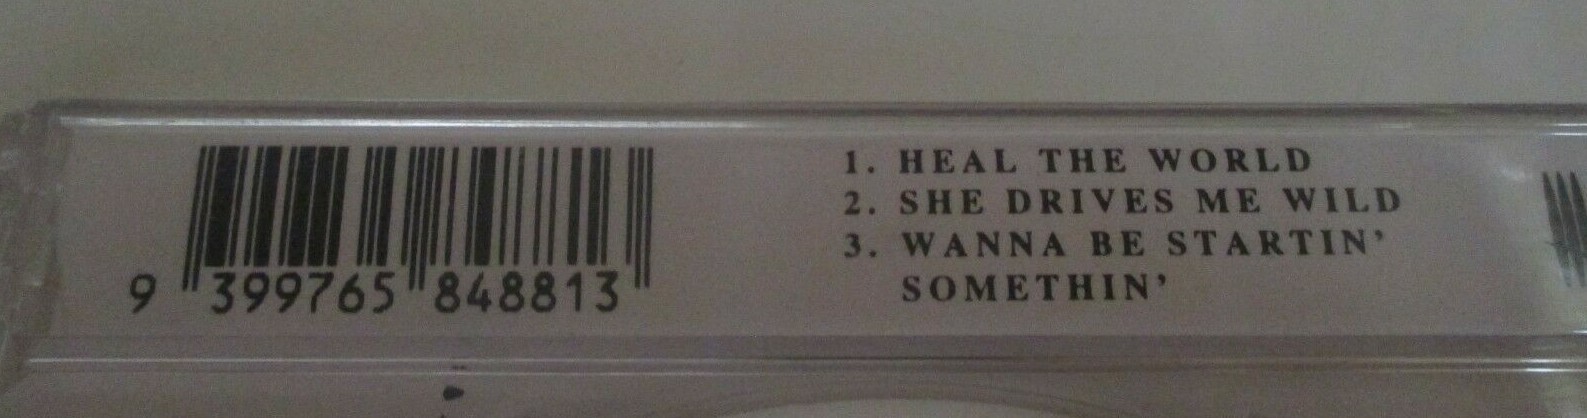 9 399765 848813
1. HEAL THE WORLD
2. SHE DRIVES ME WILD
3. WANNA BE STARTIN'
SOMETHIN'